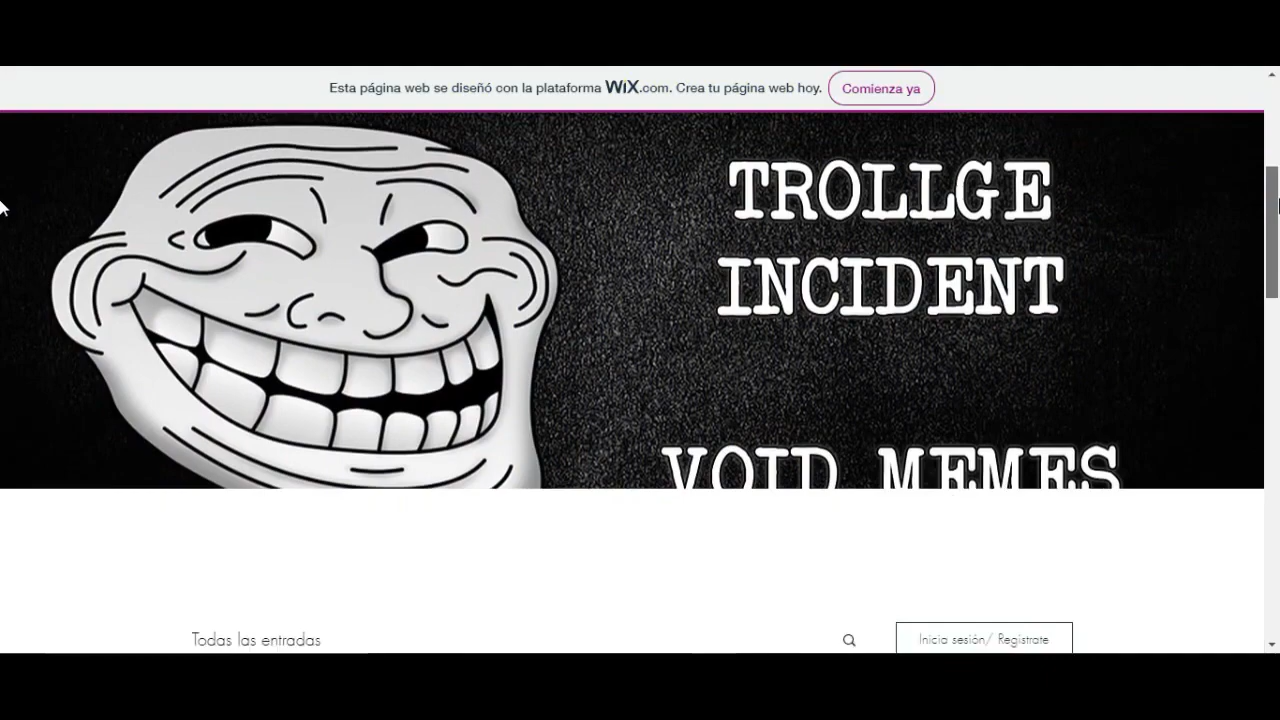 Esta página web se diseñó con la plataforma WiX.com. Crea tu página web hoy. Comienza ya
TROLLGE
INCIDENT
VOID MEMES
Todas las entradas
Inicia sesión/ Registrate